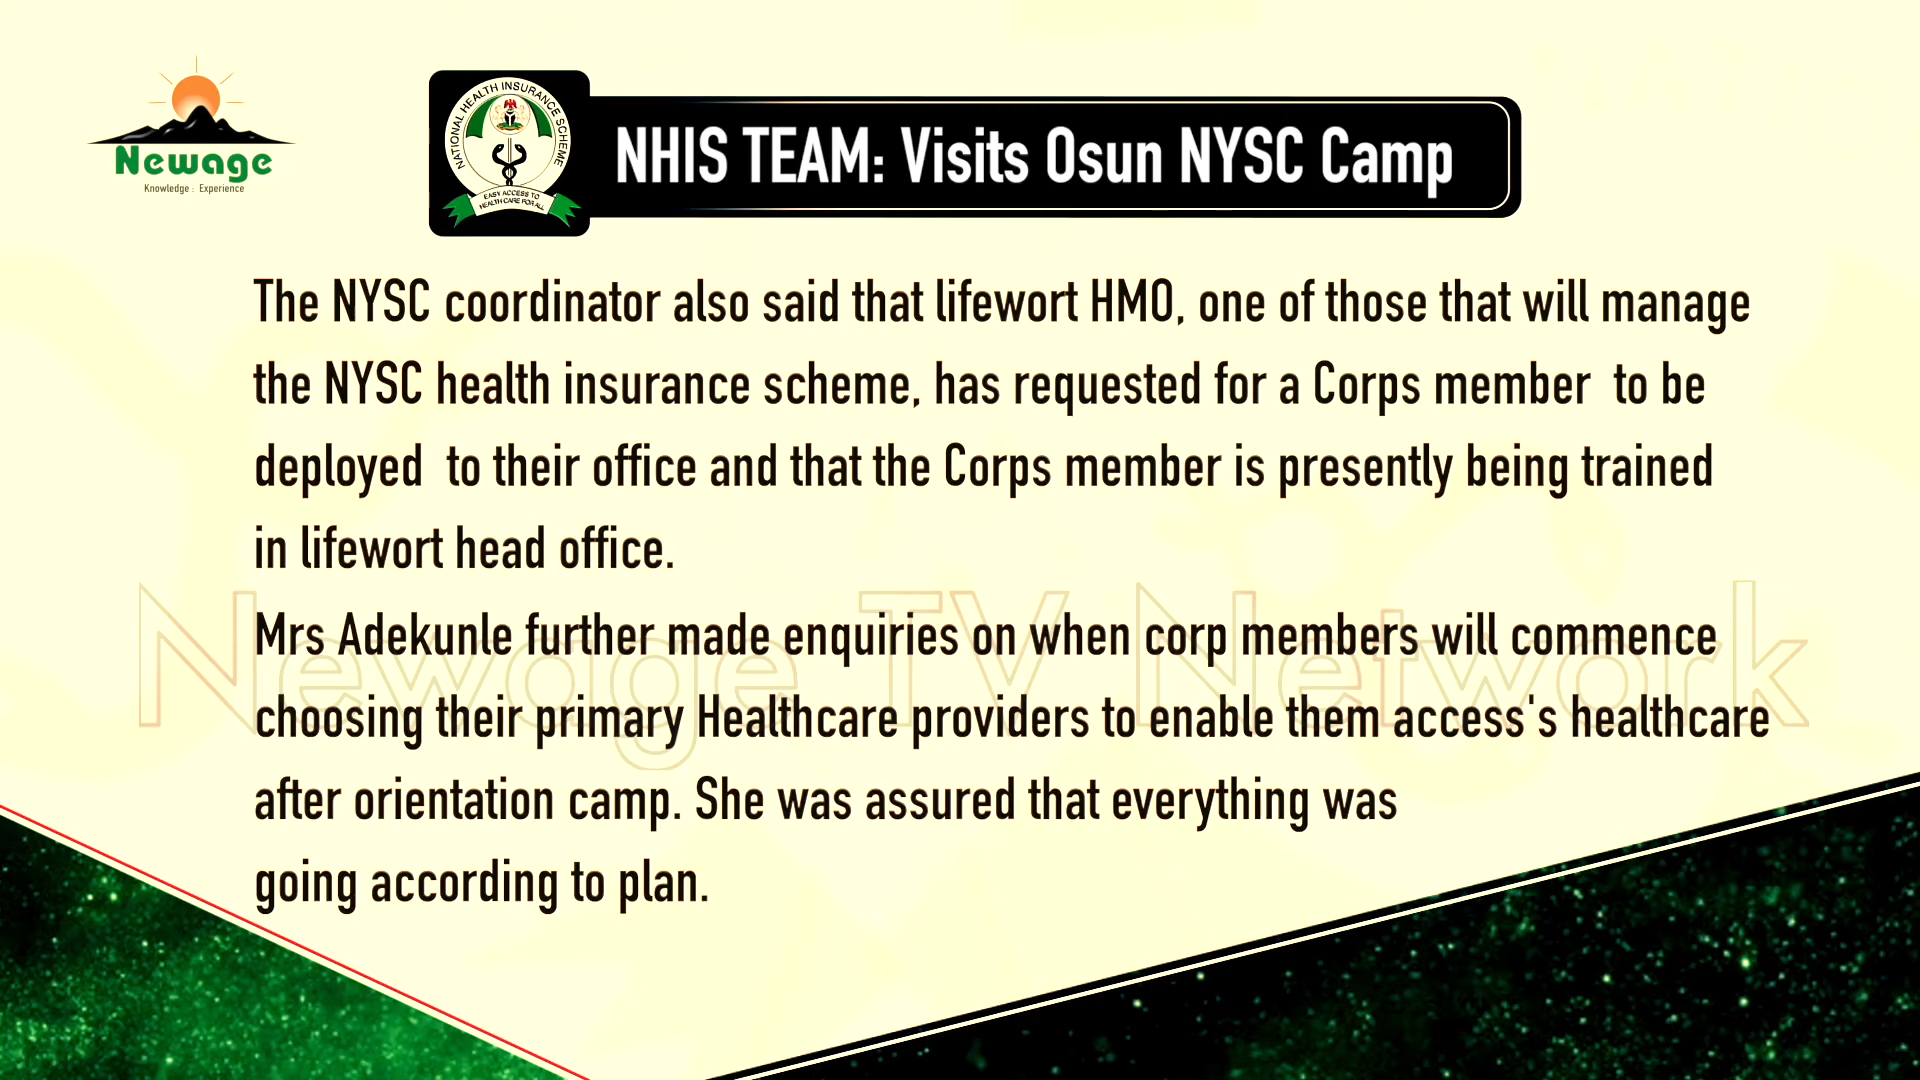 Newage
Knowledge : Experience
NATIONAL HEALTH INSURANCE SCHEME
EASY ACCESS TO
HEALTH CARE FOR ALL
NHIS TEAM: Visits Osun NYSC Camp
The NYSC coordinator also said that lifewort HMO, one of those that will manage
the NYSC health insurance scheme, has requested for a Corps member to be
deployed to their office and that the Corps member is presently being trained
in lifewort head office.
Newage TV Network
Mrs Adekunle further made enquiries on when corp members will commence
choosing their primary Healthcare providers to enable them access's healthcare
after orientation camp. She was assured that everything was
going according to plan.